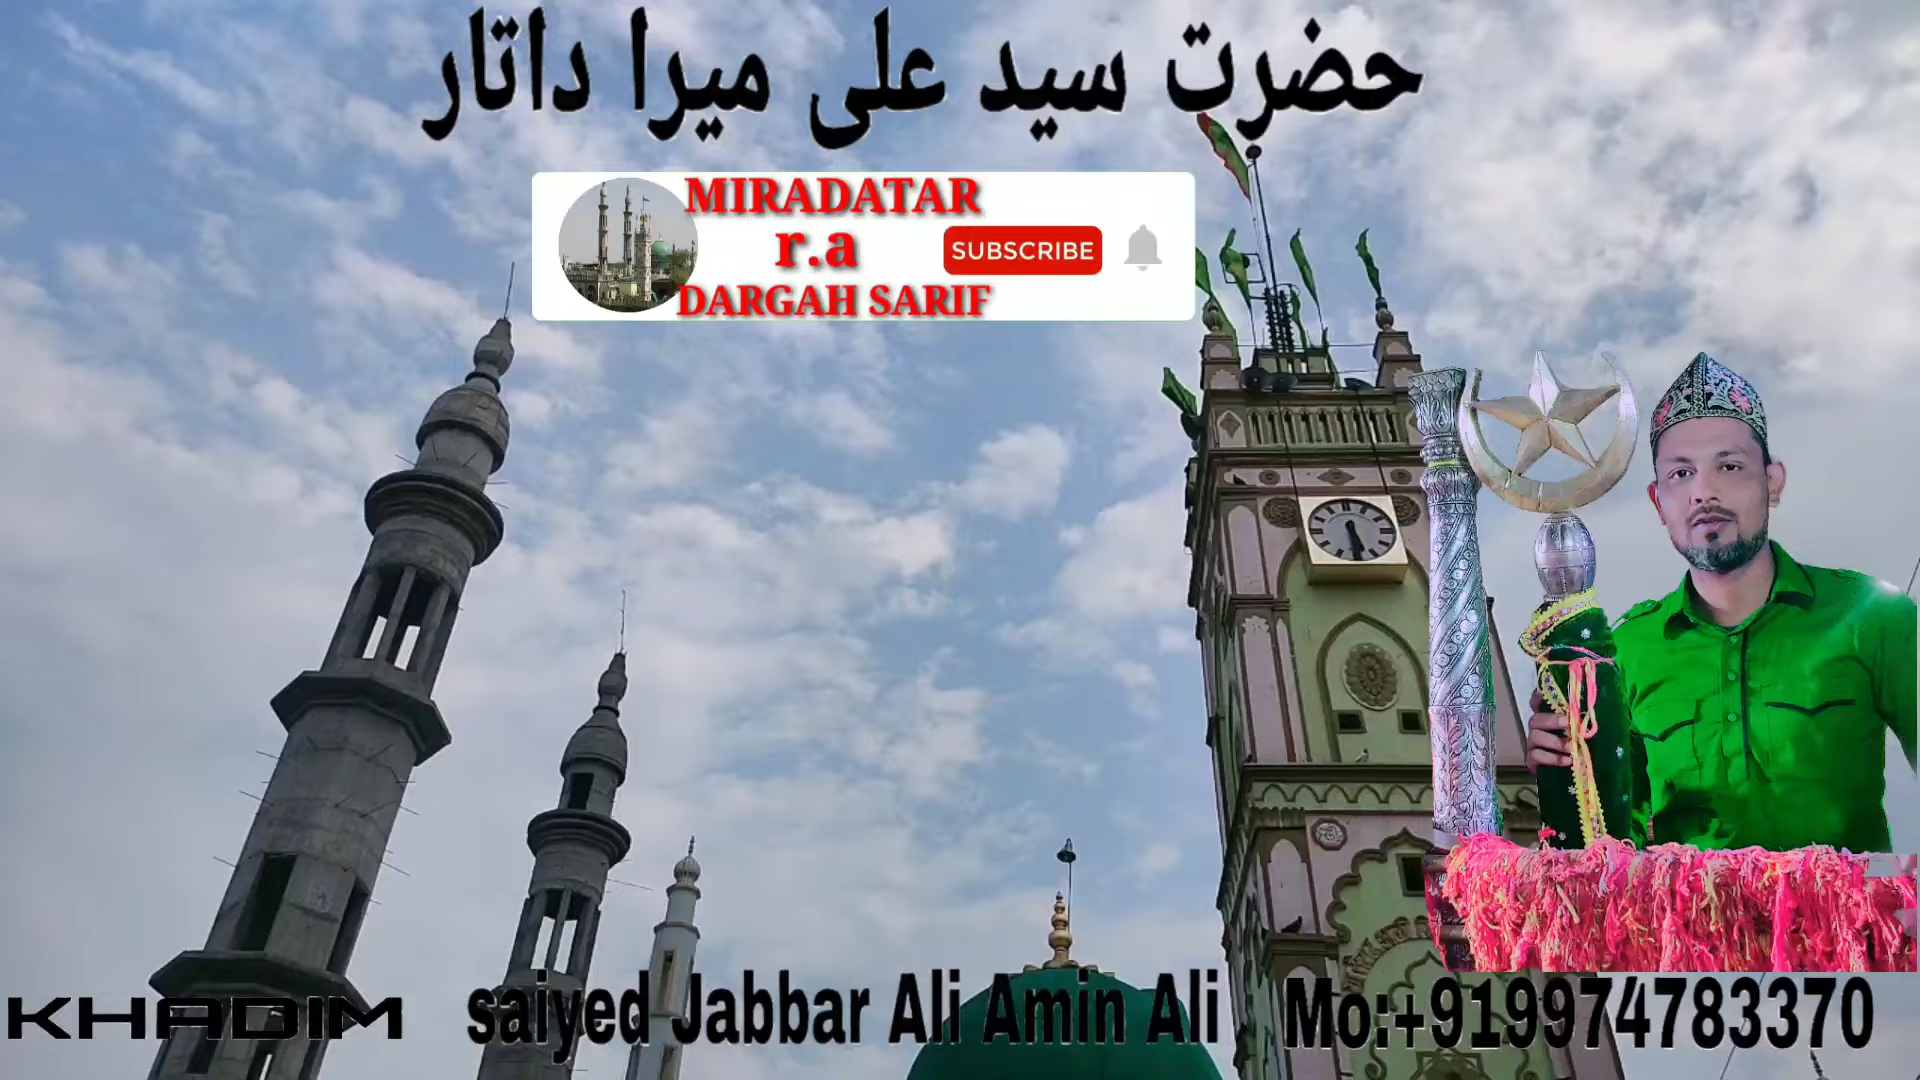 حضرت سید علی میرا داتار
MIRADATAR
r.a
SUBSCRIBE
DARGAH SARIF
KHADIM saiyed Jabbar Ali Amin Ali Mo:+919974783370